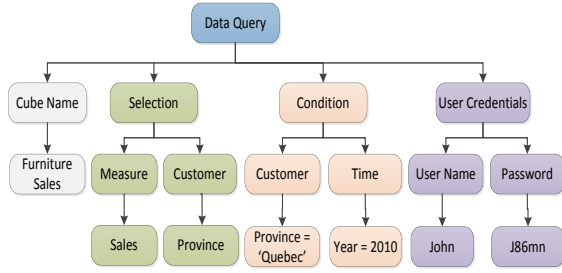 Data Query
Cube Name
Selection
Condition
User Credentials
Furniture
Sales
Measure
Customer
Customer
Time
User Name
Password
Sales
Province
Province =
‘Quebec’
Year = 2010
John
J86mn